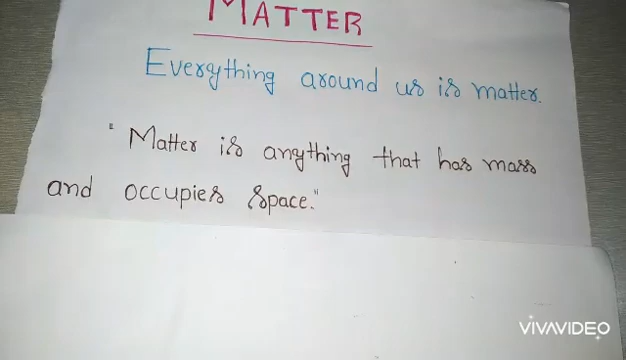 MATTER
Everything around us is matter.
"Matter is anything that has mass
and occupies space."
VIVAVIDEO